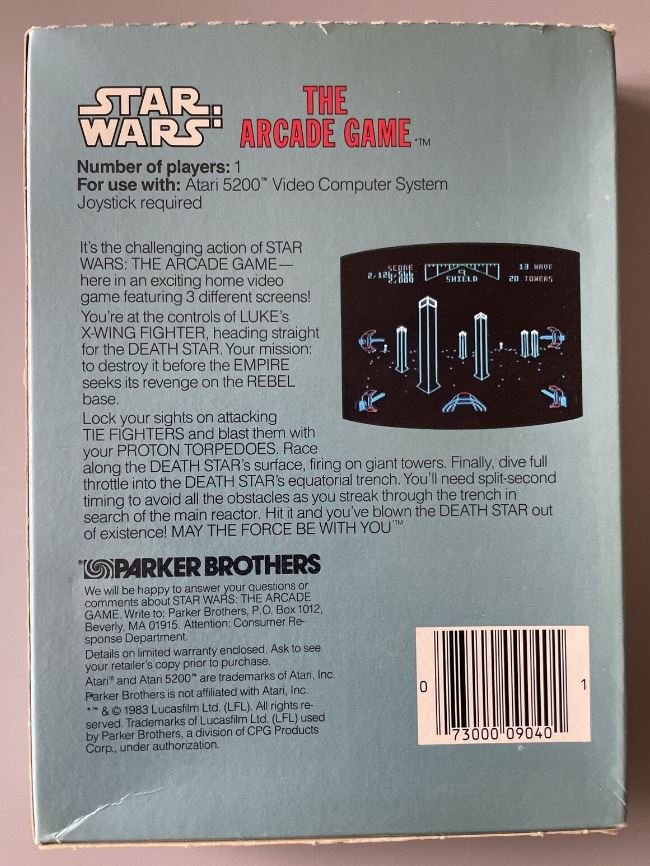 STAR
WARS
THE
ARCADE GAME ™
Number of players: 1
For use with: Atari 5200™ Video Computer System
Joystick required
It's the challenging action of STAR
WARS: THE ARCADE GAME—
here in an exciting home video
game featuring 3 different screens!
You're at the controls of LUKE's
X-WING FIGHTER, heading straight
for the DEATH STAR. Your mission:
to destroy it before the EMPIRE
seeks its revenge on the REBEL
base.
Lock your sights on attacking
TIE FIGHTERS and blast them with
your PROTON TORPEDOES. Race
along the DEATH STAR's surface, firing on giant towers. Finally, dive full
throttle into the DEATH STAR's equatorial trench. You'll need split-second
timing to avoid all the obstacles as you streak through the trench in
search of the main reactor. Hit it and you've blown the DEATH STAR out
of existence! MAY THE FORCE BE WITH YOU™
SCORE
2,000
9
SHIELD
13 WAVE
20 TOWERS
PARKER BROTHERS
We will be happy to answer your questions or
comments about STAR WARS: THE ARCADE
GAME. Write to: Parker Brothers, P.O. Box 1012,
Beverly, MA 01915. Attention: Consumer Re-
sponse Department.
Details on limited warranty enclosed. Ask to see
your retailer's copy prior to purchase.
Atari® and Atari 5200™ are trademarks of Atari, Inc.
Parker Brothers is not affiliated with Atari, Inc.
*™ & © 1983 Lucasfilm Ltd. (LFL). All rights re-
served. Trademarks of Lucasfilm Ltd. (LFL) used
by Parker Brothers, a division of CPG Products
Corp., under authorization.
0 73000 09040 1